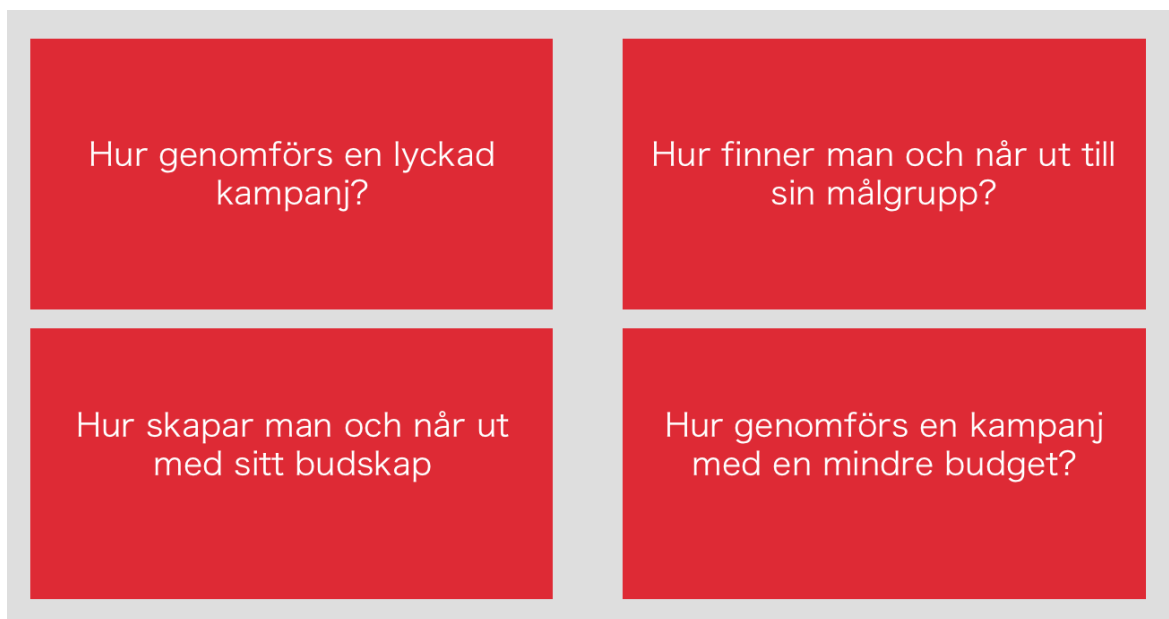 Hur genomförs en lyckad
kampanj?
Hur finner man och når ut till
sin målgrupp?
Hur skapar man och når ut
med sitt budskap
Hur genomförs en kampanj
med en mindre budget?